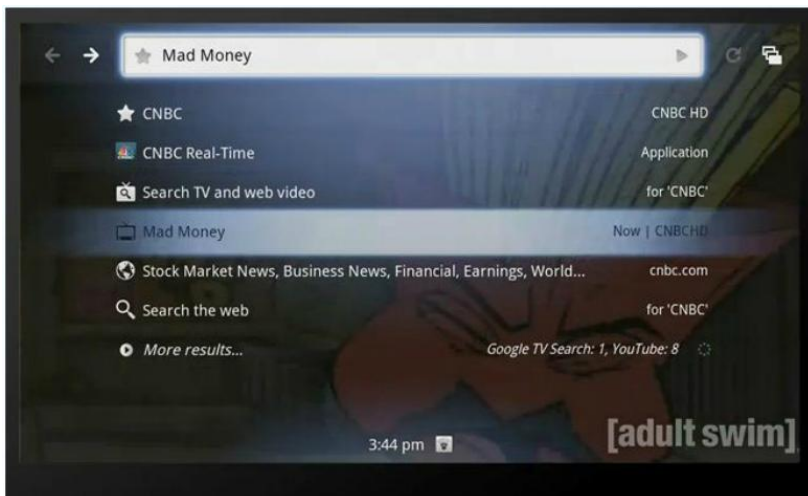 Mad Money
CNBC CNBC HD
CNBC Real-Time Application
Search TV and web video for 'CNBC'
Mad Money Now | CNBCHD
Stock Market News, Business News, Financial, Earnings, World... cnbc.com
Search the web for 'CNBC'
More results... Google TV Search: 1, YouTube: 8
[adult swim]
3:44 pm